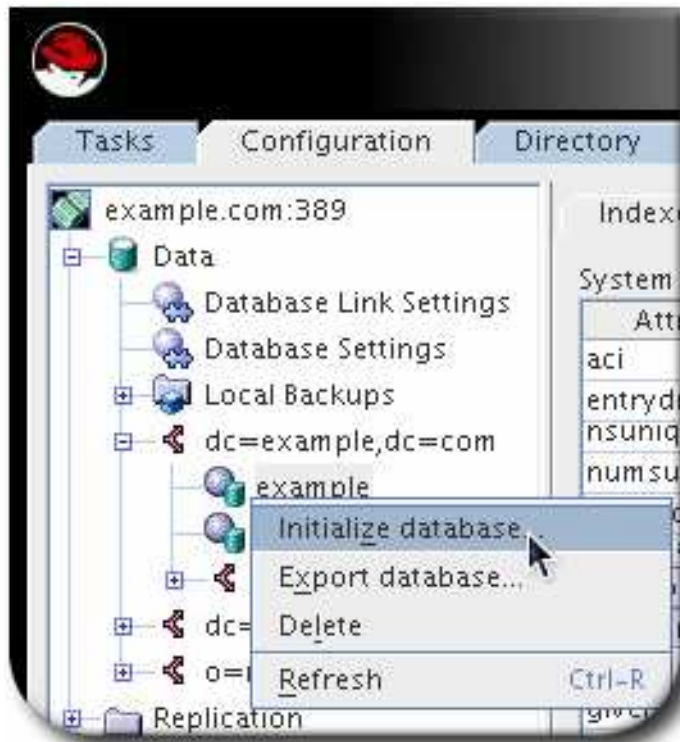 Tasks Configuration Directory
example.com:389
Data
Database Link Settings
Database Settings
Local Backups
dc=example,dc=com
example
Initialize database
Export database...
Delete
Refresh Ctrl-R
dc=
o=
Replication
System
aci